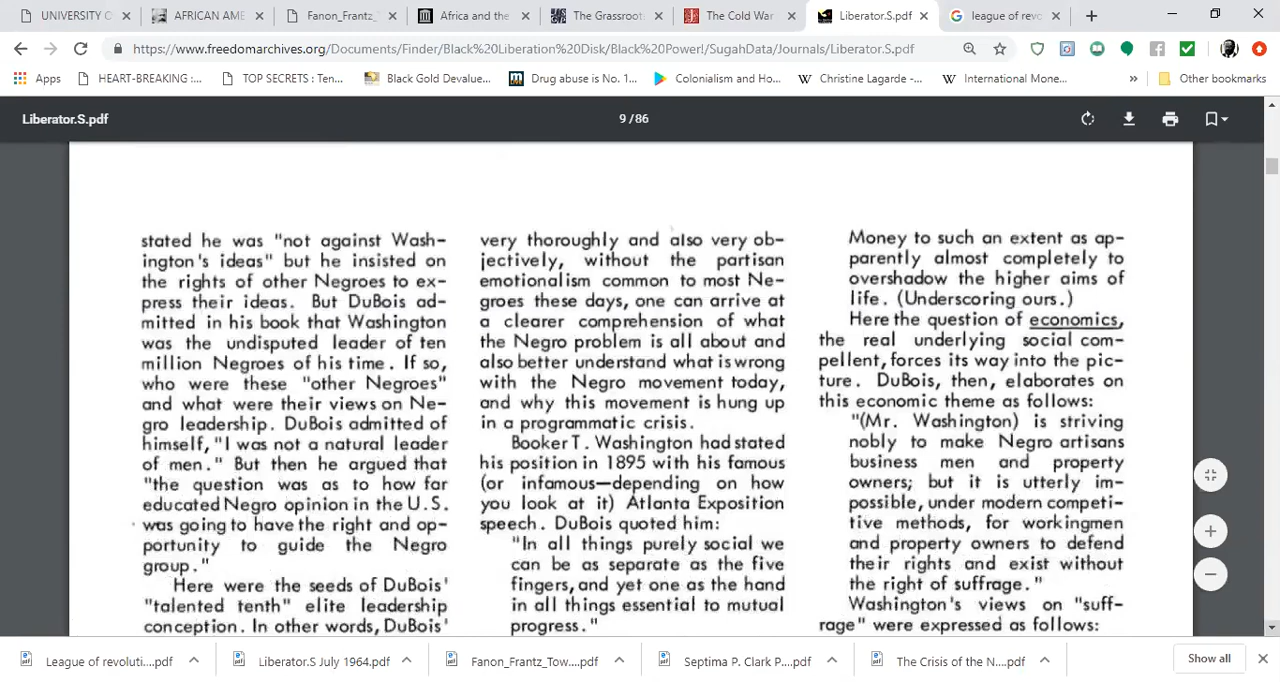 UNIVERSITY C
AFRICAN AME
Fanon_Frantz_
Africa and the
The Grassroots
The Cold War
Liberator.S.pdf
league of revo
https://www.freedomarchives.org/Documents/Finder/Black%20Liberation%20Disk/Black%20Power!/SugahData/Journals/Liberator.S.pdf
Apps
HEART-BREAKING :...
TOP SECRETS : Ten...
Black Gold Devalue...
Drug abuse is No. 1...
Colonialism and Ho...
Christine Lagarde -...
International Mone...
»
Other bookmarks
Liberator.S.pdf
9 / 86
stated he was "not against Wash-
ington's ideas" but he insisted on
the rights of other Negroes to ex-
press their ideas. But DuBois ad-
mitted in his book that Washington
was the undisputed leader of ten
million Negroes of his time. If so,
who were these "other Negroes"
and what were their views on Ne-
gro leadership. DuBois admitted of
himself, "I was not a natural leader
of men." But then he argued that
"the question was as to how far
educated Negro opinion in the U.S.
was going to have the right and op-
portunity to guide the Negro
group."
Here were the seeds of DuBois'
"talented tenth" elite leadership
conception. In other words, DuBois'
very thoroughly and also very ob-
jectively, without the partisan
emotionalism common to most Ne-
groes these days, one can arrive at
a clearer comprehension of what
the Negro problem is all about and
also better understand what is wrong
with the Negro movement today,
and why this movement is hung up
in a programmatic crisis.
Booker T. Washington had stated
his position in 1895 with his famous
(or infamous—depending on how
you look at it) Atlanta Exposition
speech. DuBois quoted him:
"In all things purely social we
can be as separate as the five
fingers, and yet one as the hand
in all things essential to mutual
progress."
Money to such an extent as ap-
parently almost completely to
overshadow the higher aims of
life. (Underscoring ours.)
Here the question of economics,
the real underlying social com-
pellent, forces its way into the pic-
ture. DuBois, then, elaborates on
this economic theme as follows:
"(Mr. Washington) is striving
nobly to make Negro artisans
business men and property
owners; but it is utterly im-
possible, under modern competi-
tive methods, for workingmen
and property owners to defend
their rights and exist without
the right of suffrage."
Washington's views on "suff-
rage" were expressed as follows:
League of revoluti....pdf
Liberator.S July 1964.pdf
Fanon_Frantz_Tow....pdf
Septima P. Clark P....pdf
The Crisis of the N....pdf
Show all